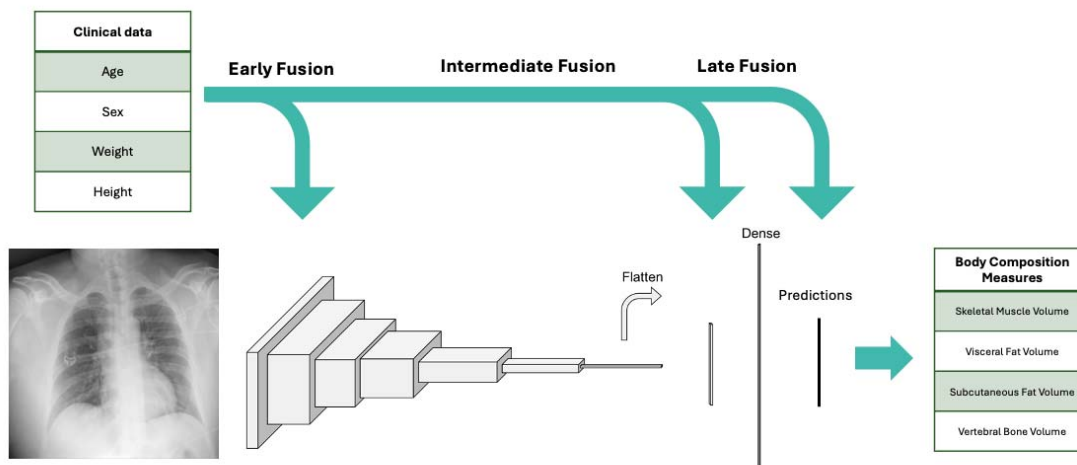 Clinical data
Age
Sex
Weight
Height
Early Fusion
Intermediate Fusion
Late Fusion
Flatten
Dense
Predictions
Body Composition
Measures
Skeletal Muscle Volume
Visceral Fat Volume
Subcutaneous Fat Volume
Vertebral Bone Volume